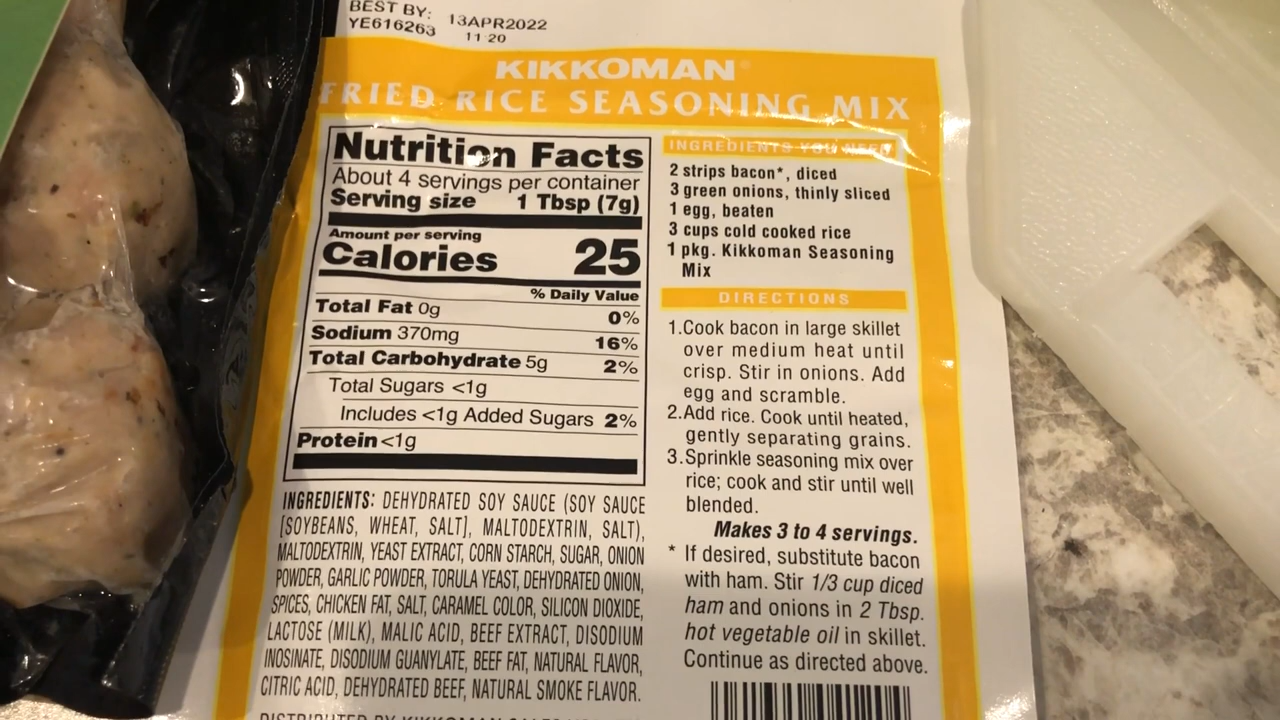 BEST BY: 13APR2022
YE616263 11:20
KIKKOMAN®
FRIED RICE SEASONING MIX
Nutrition Facts
About 4 servings per container
Serving size 1 Tbsp (7g)
Amount per serving
Calories 25
% Daily Value
Total Fat 0g 0%
Sodium 370mg 16%
Total Carbohydrate 5g 2%
Total Sugars <1g
Includes <1g Added Sugars 2%
Protein <1g
INGREDIENTS: DEHYDRATED SOY SAUCE (SOY SAUCE
[SOYBEANS, WHEAT, SALT], MALTODEXTRIN, SALT),
MALTODEXTRIN, YEAST EXTRACT, CORN STARCH, SUGAR, ONION
POWDER, GARLIC POWDER, TORULA YEAST, DEHYDRATED ONION,
SPICES, CHICKEN FAT, SALT, CARAMEL COLOR, SILICON DIOXIDE,
LACTOSE (MILK), MALIC ACID, BEEF EXTRACT, DISODIUM
INOSINATE, DISODIUM GUANYLATE, BEEF FAT, NATURAL FLAVOR,
CITRIC ACID, DEHYDRATED BEEF, NATURAL SMOKE FLAVOR.
DISTRIBUTED BY KIKKOMAN SALES
INGREDIENTS YOU NEED
2 strips bacon*, diced
3 green onions, thinly sliced
1 egg, beaten
3 cups cold cooked rice
1 pkg. Kikkoman Seasoning
Mix
DIRECTIONS
1.Cook bacon in large skillet
over medium heat until
crisp. Stir in onions. Add
egg and scramble.
2.Add rice. Cook until heated,
gently separating grains.
3.Sprinkle seasoning mix over
rice; cook and stir until well
blended.
Makes 3 to 4 servings.
* If desired, substitute bacon
with ham. Stir 1/3 cup diced
ham and onions in 2 Tbsp.
hot vegetable oil in skillet.
Continue as directed above.